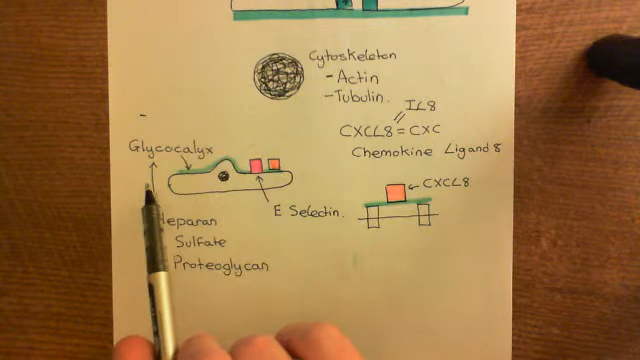 Cytoskeleton
- Actin
- Tubulin.
IL8
CXCL8 = CXC
Chemokine Ligand 8
Glycocalyx
CXCL8
E Selectin.
Heparan
Sulfate
Proteoglycan